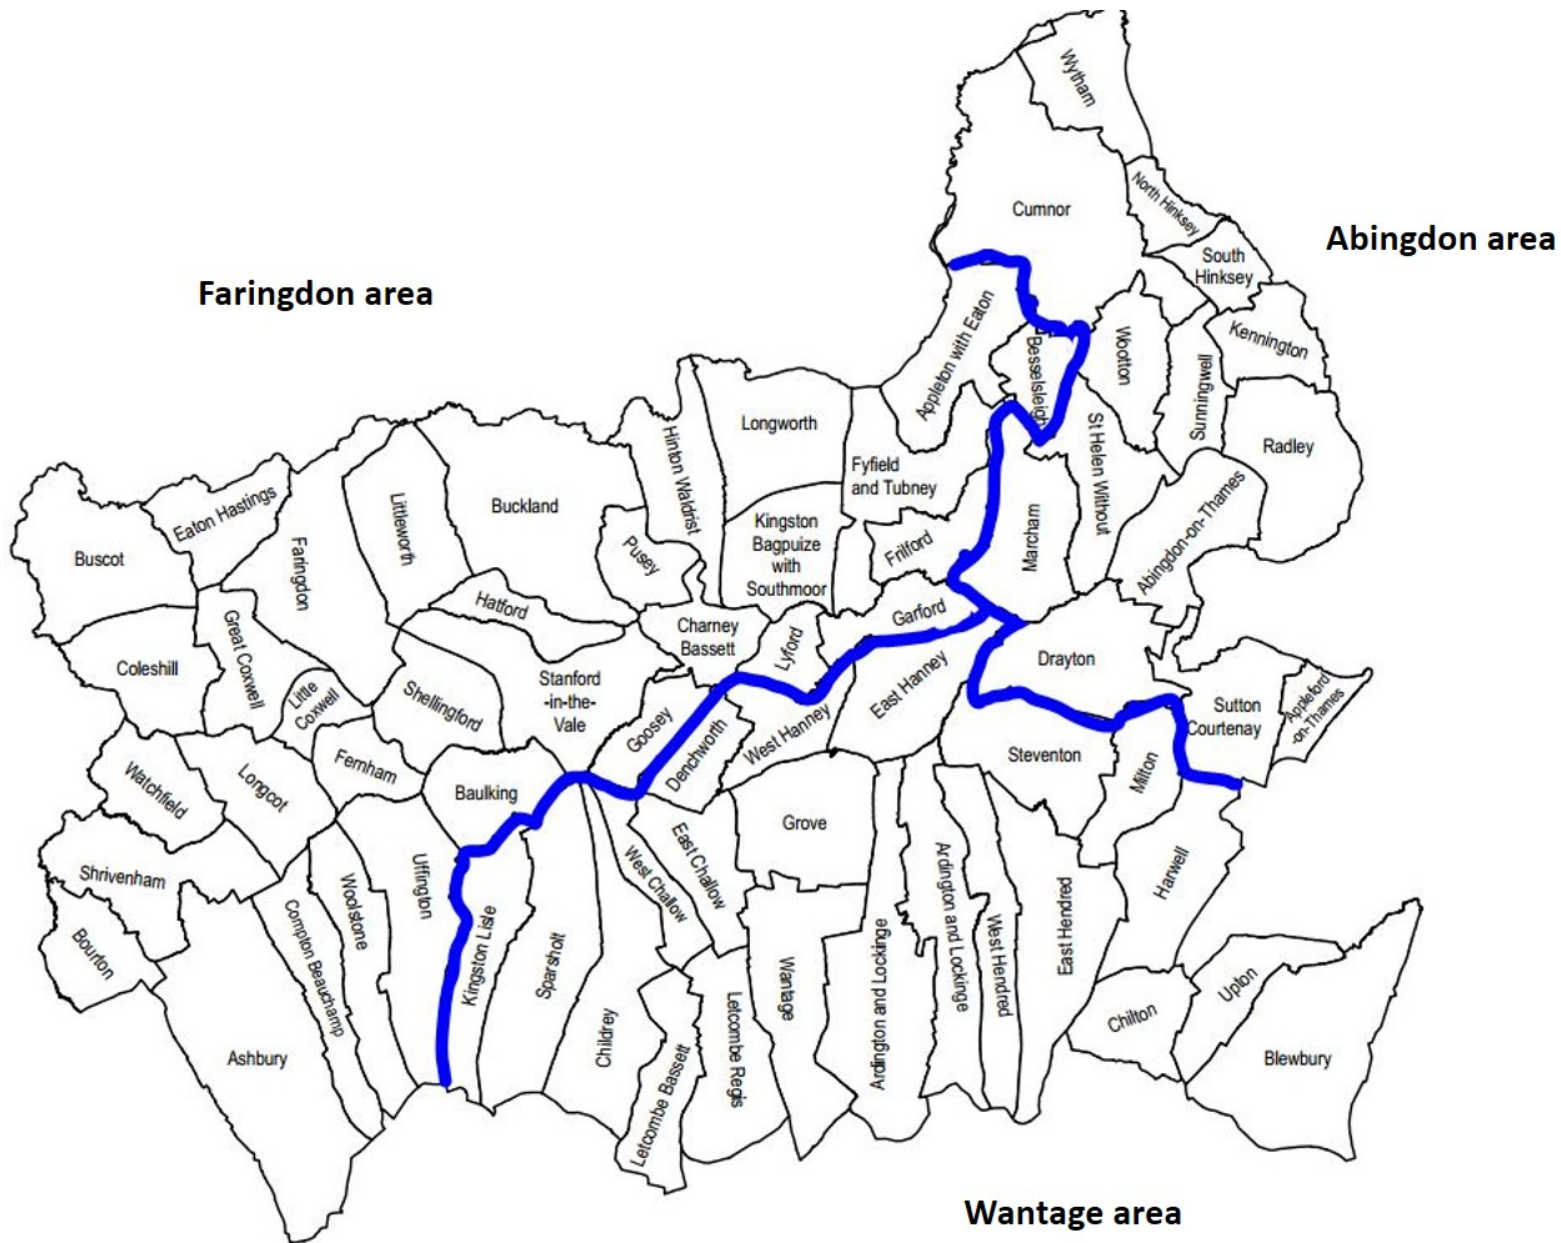 Wytham
Cumnor
North Hinksey
South
Hinksey
Abingdon area
Faringdon area
Appleton with Eaton
Besselsleigh
Wootton
Sunningwell
Kennington
Radley
St Helen Without
Abingdon-on-Thames
Longworth
Hinton Waldrist
Fyfield
and Tubney
Kingston
Bagpuize
with
Southmoor
Frilford
Marcham
Garford
Buckland
Littleworth
Eaton Hastings
Faringdon
Buscot
Pusey
Hatford
Charney
Bassett
Lyford
Coleshill
Great Coxwell
Little
Coxwell
Shellingford
Stanford
-in-the-
Vale
Goosey
Denchworth
West Hanney
East Hanney
Drayton
Sutton
Courtenay
Appleford
-on-Thames
Steventon
Milton
Watchfield
Longcot
Fernham
Baulking
Grove
Shrivenham
Bourton
Ashbury
Compton Beauchamp
Woolstone
Uffington
Kingston Lisle
Sparsholt
Childrey
West Challow
East Challow
Letcombe Bassett
Letcombe Regis
Wantage
Ardington and Lockinge
Ardington and Lockinge
West Hendred
East Hendred
Harwell
Chilton
Upton
Blewbury
Wantage area